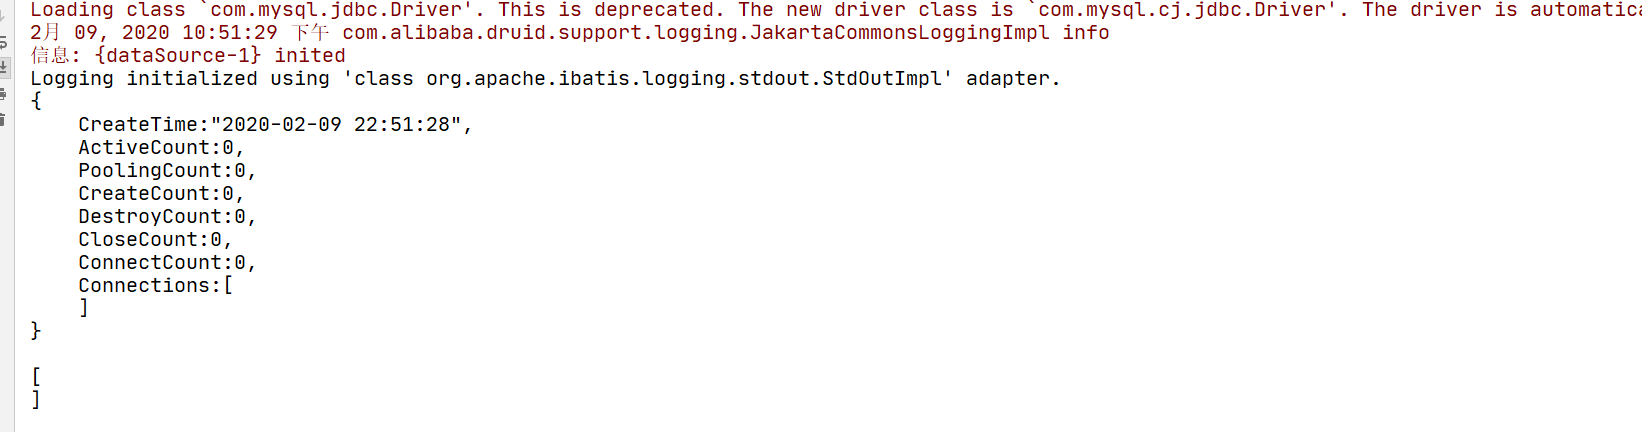 Loading class `com.mysql.jdbc.Driver'. This is deprecated. The new driver class is `com.mysql.cj.jdbc.Driver'. The driver is
2月 09, 2020 10:51:29 下午 com.alibaba.druid.support.logging.JakartaCommonsLoggingImpl info
信息: {dataSource-1} inited
Logging initialized using 'class org.apache.ibatis.logging.stdout.StdOutImpl' adapter.
{
    CreateTime:"2020-02-09 22:51:28",
    ActiveCount:0,
    PoolingCount:0,
    CreateCount:0,
    DestroyCount:0,
    CloseCount:0,
    ConnectCount:0,
    Connections:[
    ]
}
[
]